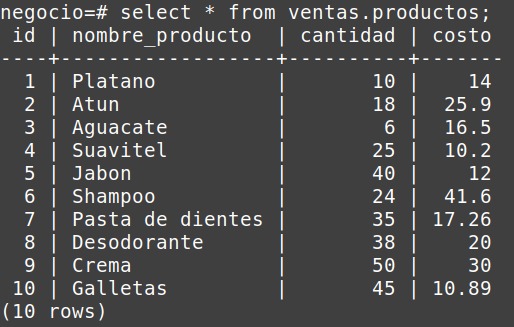 negocio=# select * from ventas.productos;
 id | nombre_producto  | cantidad | costo
----+------------------+----------+-------
  1 | Platano          |       10 |    14
  2 | Atun             |       18 |  25.9
  3 | Aguacate         |        6 |  16.5
  4 | Suavitel         |       25 |  10.2
  5 | Jabon            |       40 |    12
  6 | Shampoo          |       24 |  41.6
  7 | Pasta de dientes |       35 | 17.26
  8 | Desodorante      |       38 |    20
  9 | Crema            |       50 |    30
 10 | Galletas         |       45 | 10.89
(10 rows)